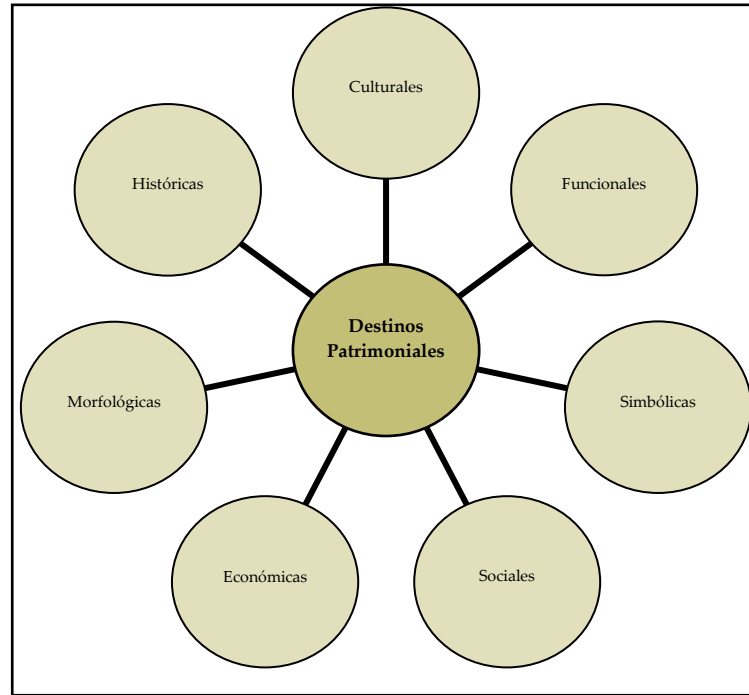 Culturales
Históricas
Funcionales
Destinos
Patrimoniales
Morfológicas
Simbólicas
Económicas
Sociales